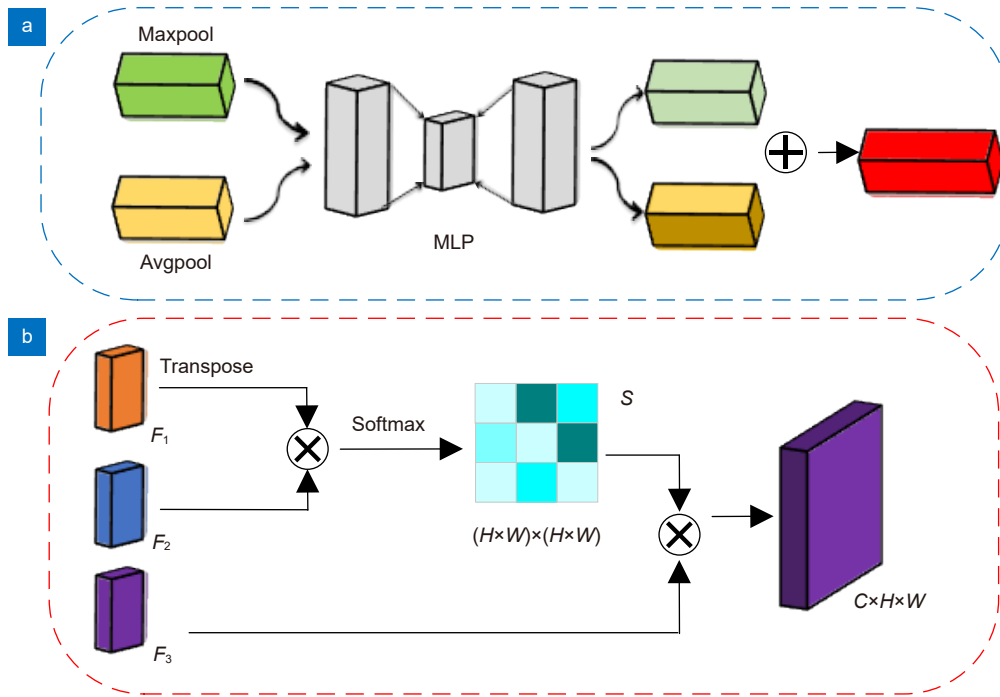 a
Maxpool
Avgpool
MLP
b
Transpose
F1
Softmax
S
F2
(H×W)×(H×W)
F3
C×H×W